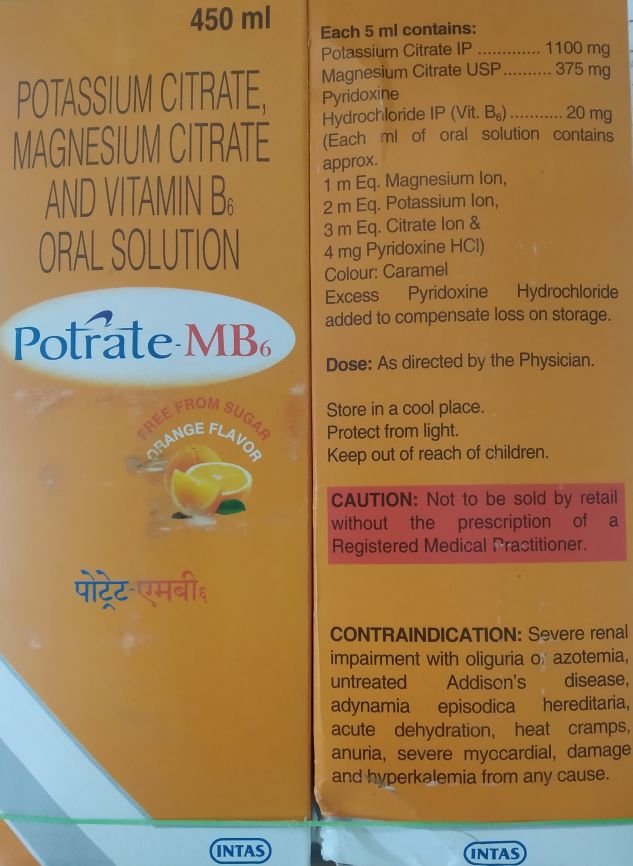 450 ml
POTASSIUM CITRATE,
MAGNESIUM CITRATE
AND VITAMIN B6
ORAL SOLUTION
Potrate-MB6
FREE FROM SUGAR
ORANGE FLAVOR
पोट्रेट-एमबी६
INTAS
Each 5 ml contains:
Potassium Citrate IP ............. 1100 mg
Magnesium Citrate USP.......... 375 mg
Pyridoxine
Hydrochloride IP (Vit. B6)........... 20 mg
(Each ml of oral solution contains
approx.
1 m Eq. Magnesium Ion,
2 m Eq. Potassium Ion,
3 m Eq. Citrate Ion &
4 mg Pyridoxine HCl)
Colour: Caramel
Excess Pyridoxine Hydrochloride
added to compensate loss on storage.
Dose: As directed by the Physician.
Store in a cool place.
Protect from light.
Keep out of reach of children.
CAUTION: Not to be sold by retail
without the prescription of a
Registered Medical Practitioner.
CONTRAINDICATION: Severe renal
impairment with oliguria or azotemia,
untreated Addison's disease,
adynamia episodica hereditaria,
acute dehydration, heat cramps,
anuria, severe myccardial, damage
and hyperkalemia from any cause.
INTAS